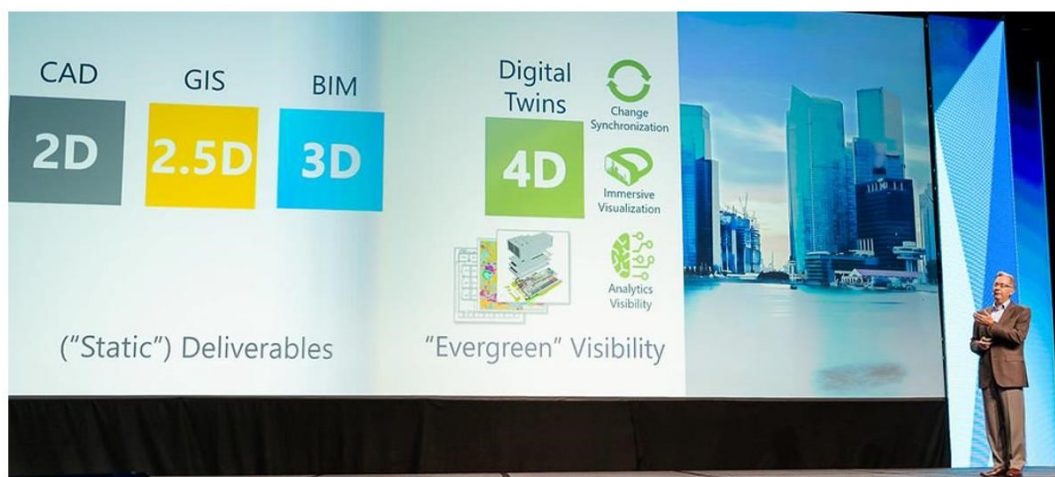 CAD
GIS
BIM
2D
2.5D
3D
("Static") Deliverables
Digital
Twins
4D
Change
Synchronization
Immersive
Visualization
Analytics
Visibility
"Evergreen" Visibility